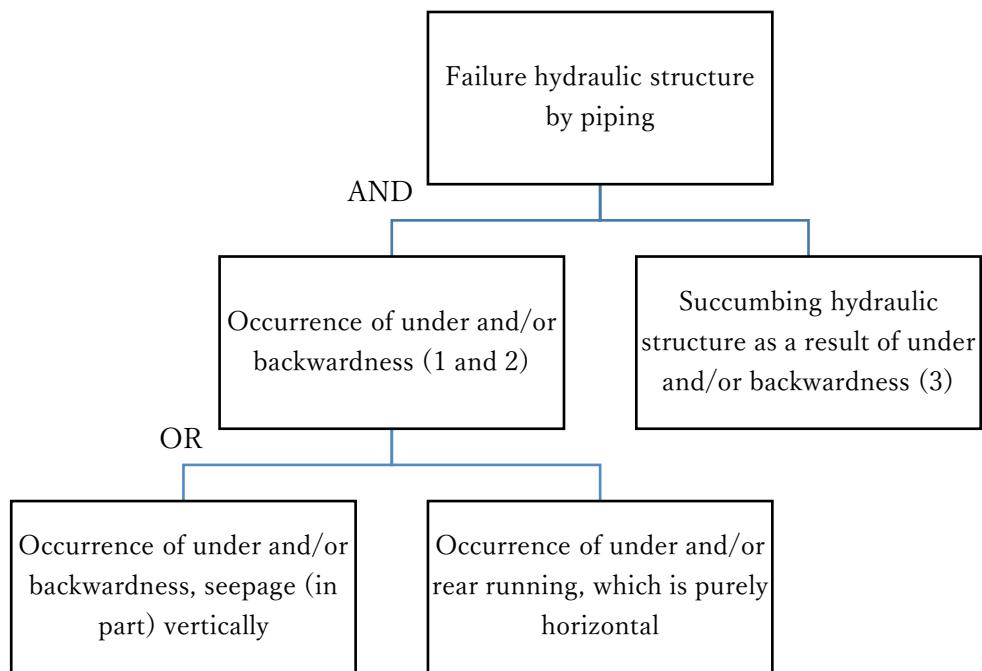 Failure hydraulic structure
by piping
AND
Occurrence of under and/or
backwardness (1 and 2)
Succumbing hydraulic
structure as a result of under
and/or backwardness (3)
OR
Occurrence of under and/or
backwardness, seepage (in
part) vertically
Occurrence of under and/or
rear running, which is purely
horizontal